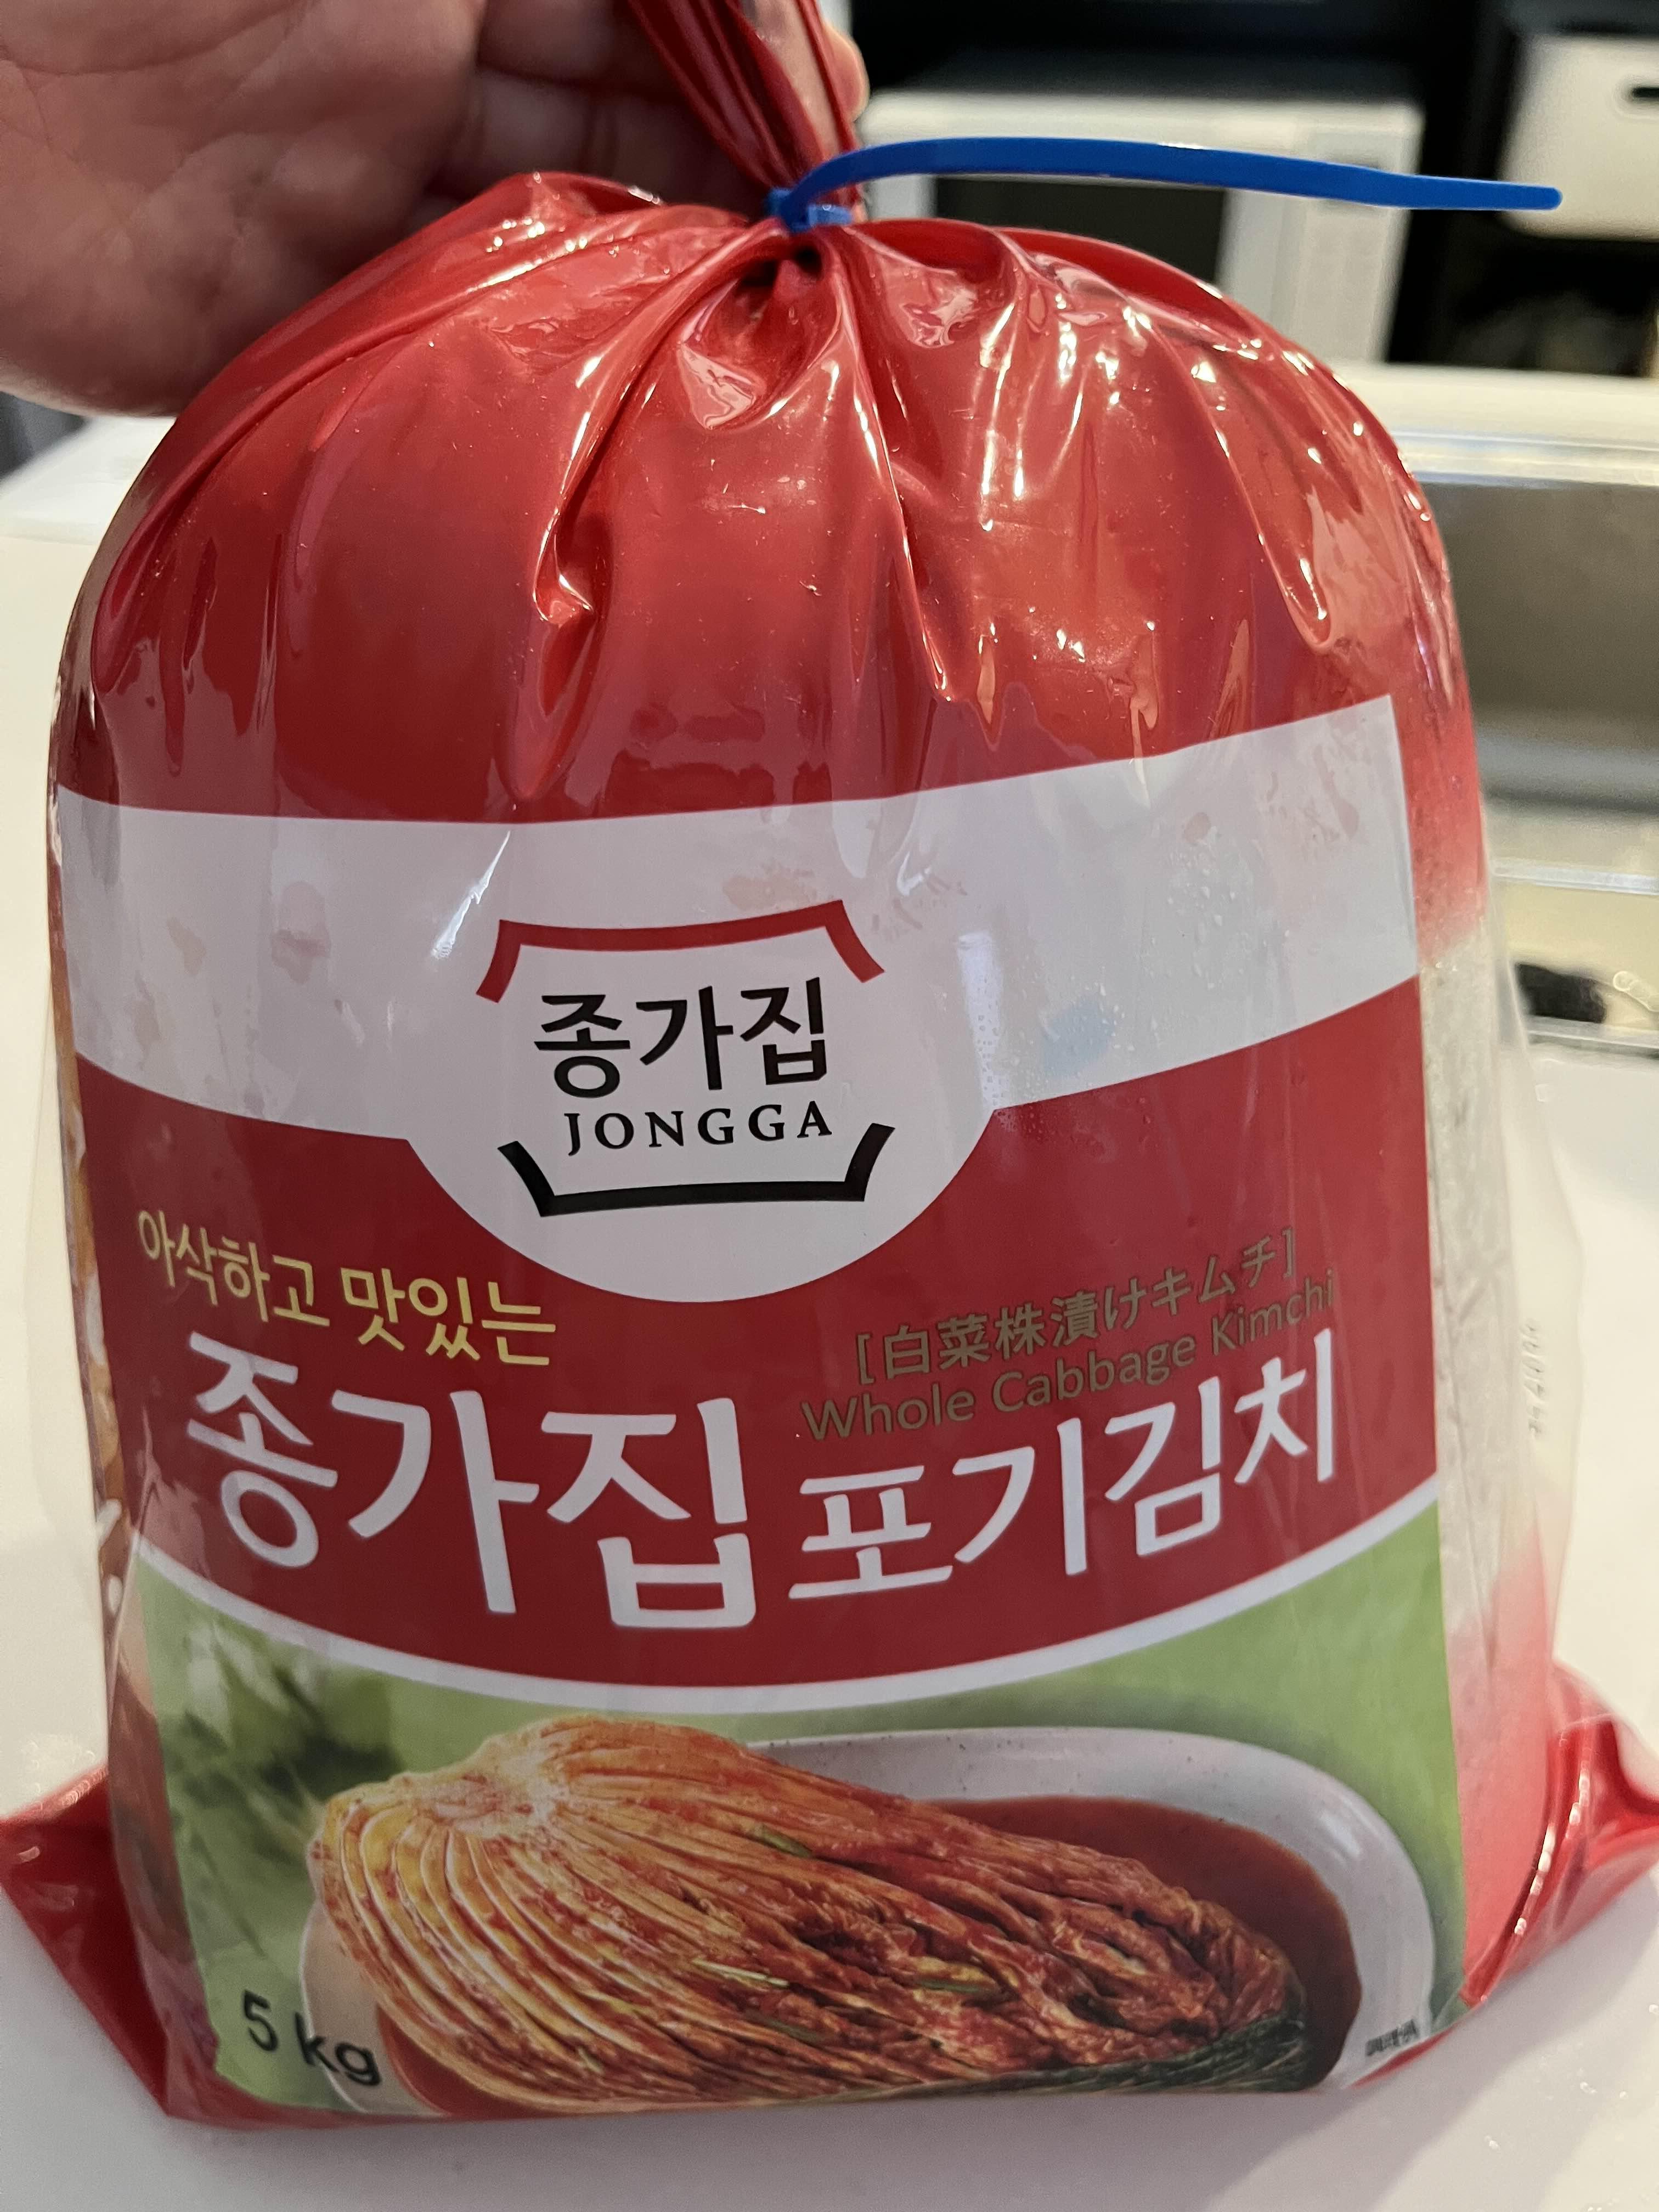 종가집
JONGGA
아삭하고 맛있는
[白菜株漬けキムチ]
Whole Cabbage Kimchi
종가집 포기김치
5 kg